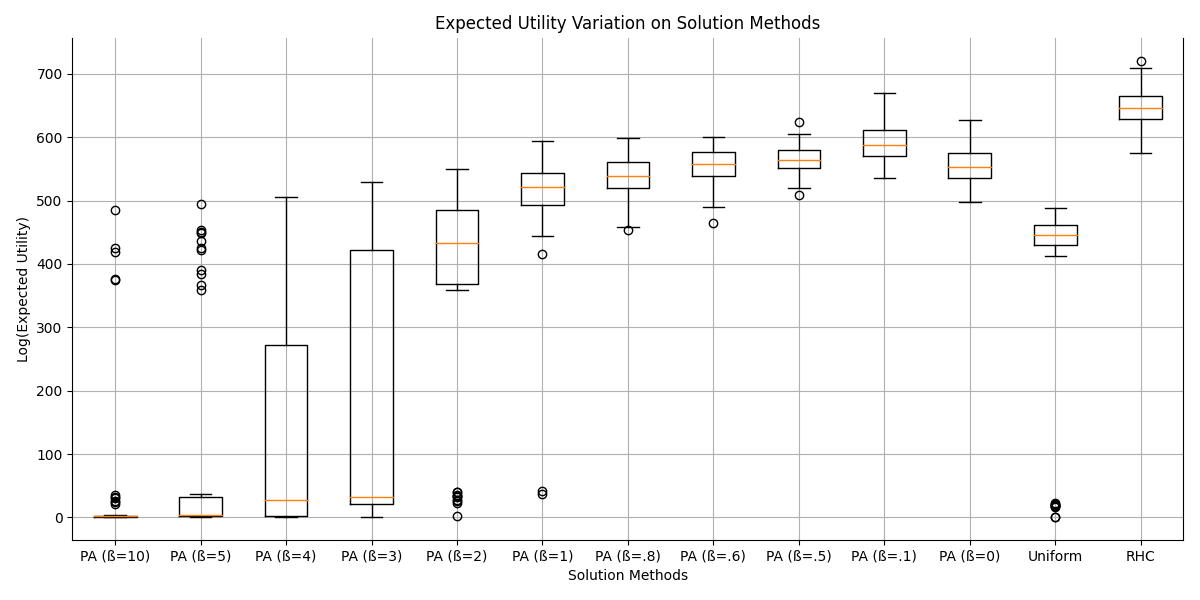 Expected Utility Variation on Solution Methods
Log(Expected Utility)
700
600
500
400
300
200
100
0
PA (ß=10) PA (ß=5) PA (ß=4) PA (ß=3) PA (ß=2) PA (ß=1) PA (ß=.8) PA (ß=.6) PA (ß=.5) PA (ß=.1) PA (ß=0) Uniform RHC
Solution Methods